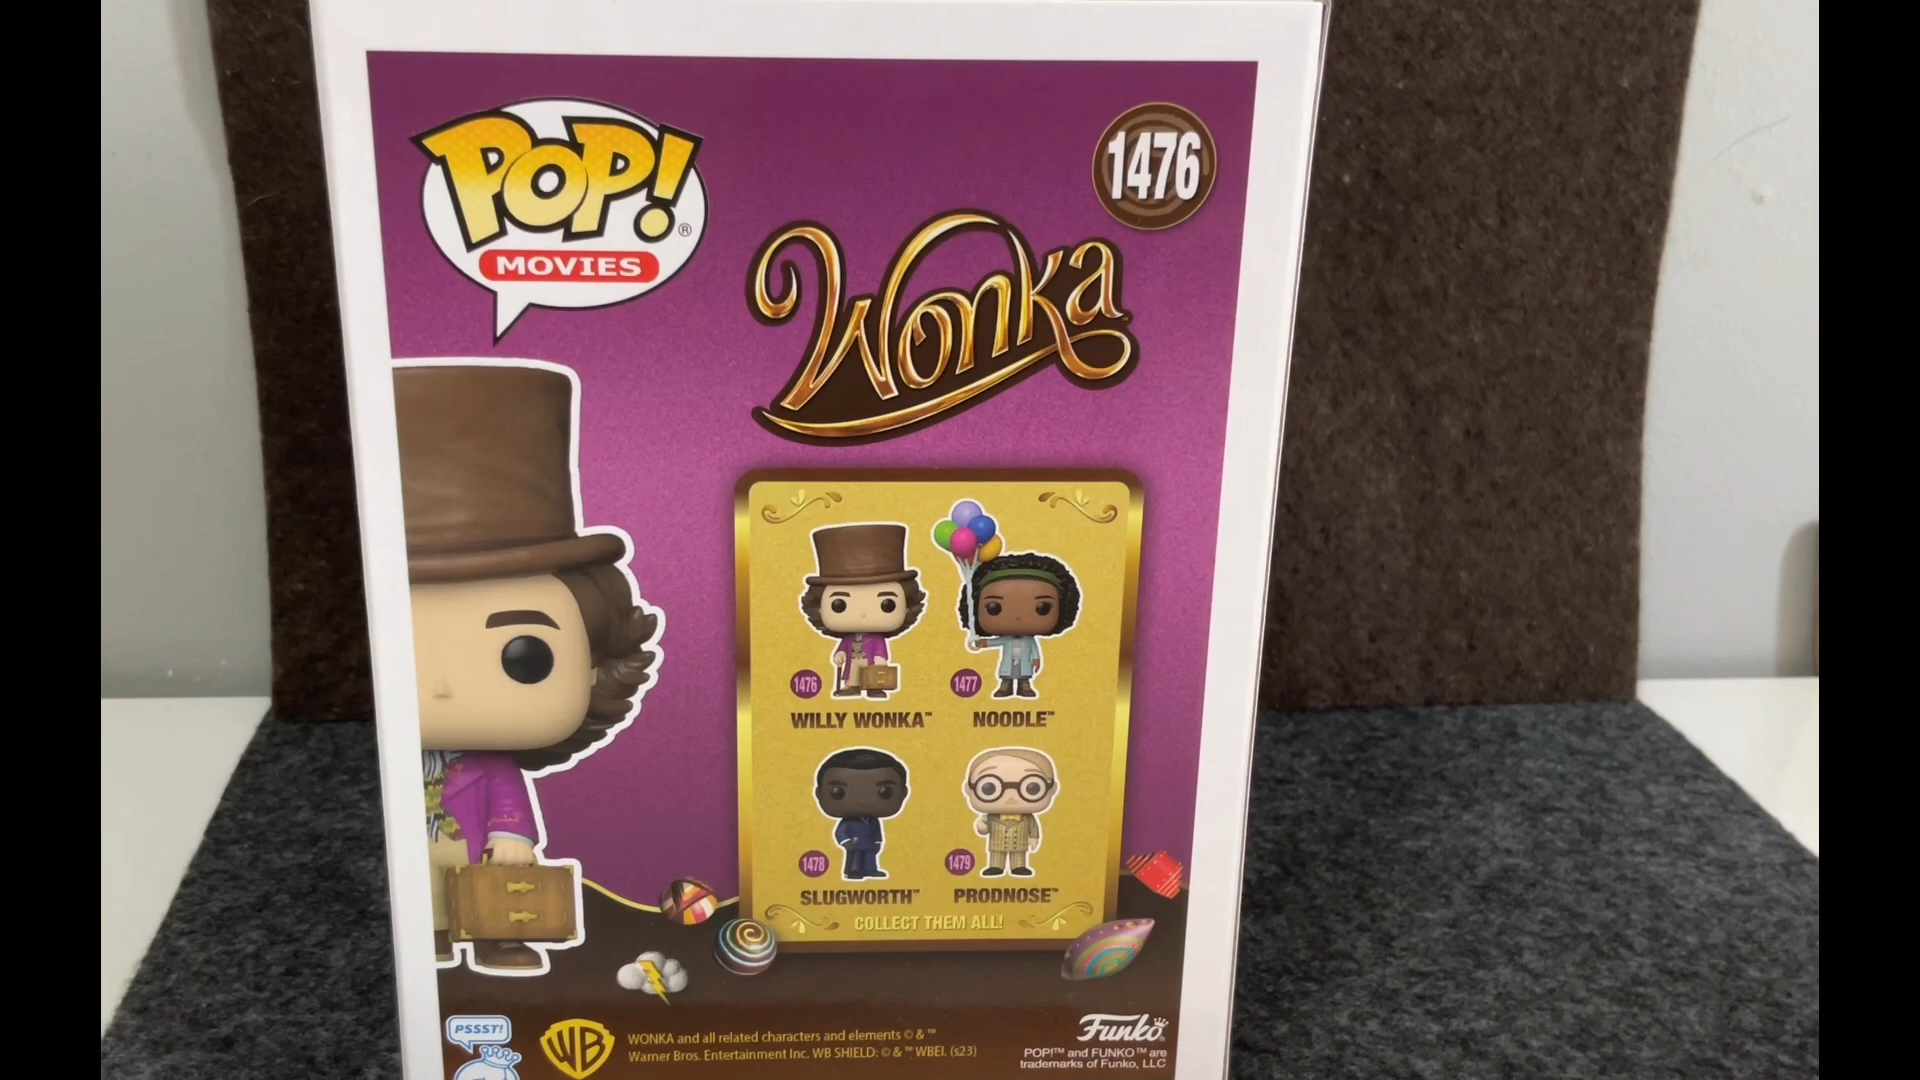 POP!®
MOVIES
1476
Wonka™
1476
WILLY WONKA™
1477
NOODLE™
1478
SLUGWORTH™
1479
PRODNOSE™
COLLECT THEM ALL!
PSSST!
WB
WONKA and all related characters and elements © & ™
Warner Bros. Entertainment Inc. WB SHIELD: © & ™ WBEI. (s23)
Funko®
POP!™ and FUNKO™ are
trademarks of Funko, LLC